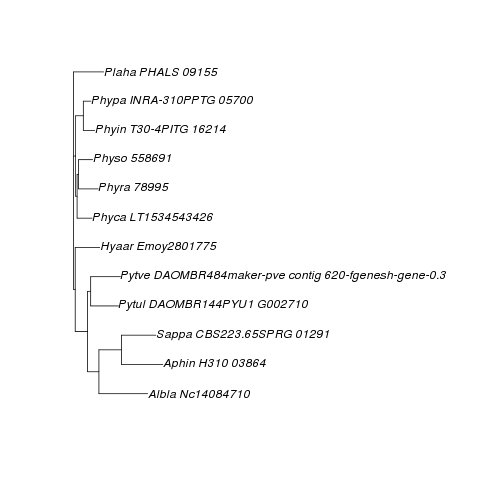 Plaha PHALS 09155
Phypa INRA-310PPTG 05700
Phyin T30-4PITG 16214
Physo 558691
Phyra 78995
Phyca LT1534543426
Hyaar Emoy2801775
Pytve DAOMBR484maker-pve contig 620-fgenesh-gene-0.3
Pytul DAOMBR144PYU1 G002710
Sappa CBS223.65SPRG 01291
Aphin H310 03864
Albla Nc14084710